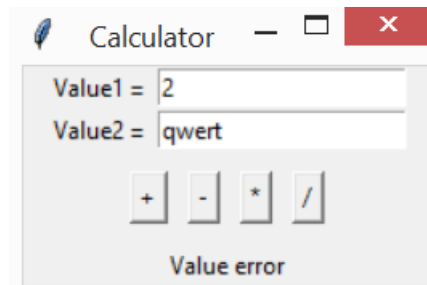 Calculator
Value1 = 2
Value2 = qwert
+ - * /
Value error